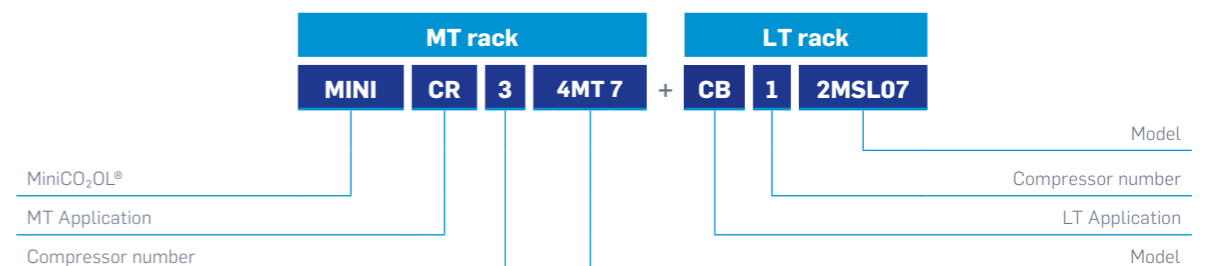 MT rack LT rack
MINI CR 3 4MT 7 + CB 1 2MSL07
Model
MiniCO₂OL® Compressor number
MT Application LT Application
Compressor number Model